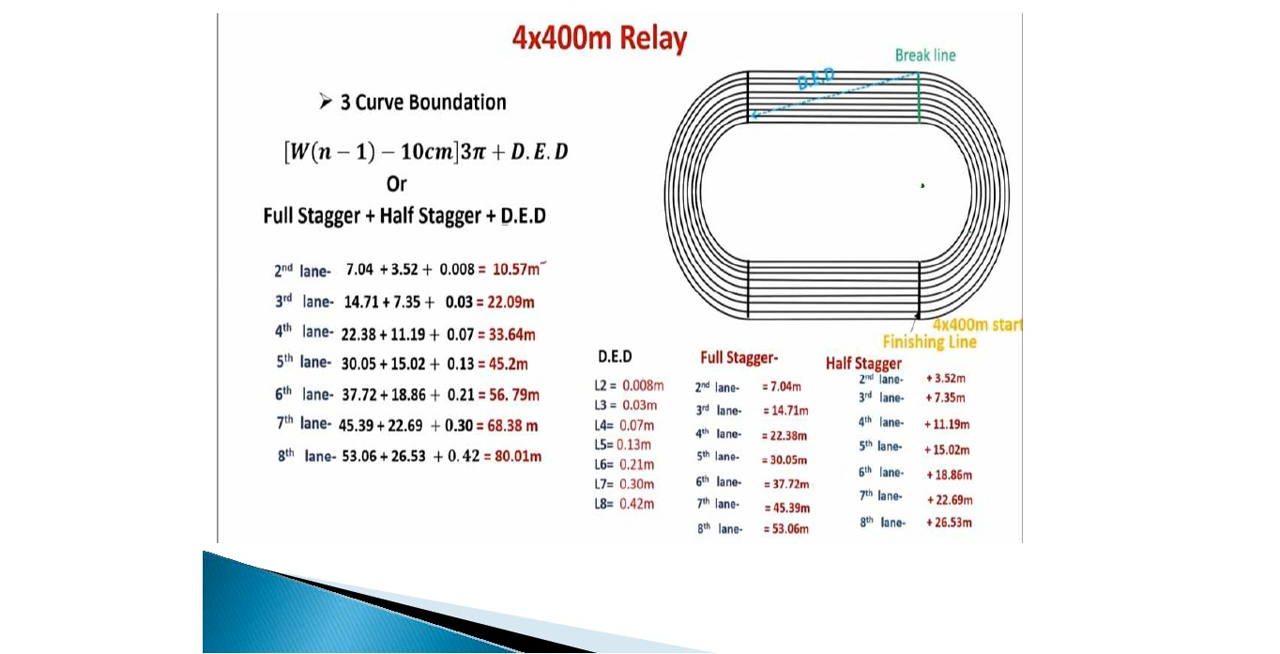 4x400m Relay
➤ 3 Curve Boundation
[W(n − 1) − 10cm]3π + D.E.D
Or
Full Stagger + Half Stagger + D.E.D
2nd lane- 7.04 + 3.52 + 0.008 = 10.57m
3rd lane- 14.71 + 7.35 + 0.03 = 22.09m
4th lane- 22.38 + 11.19 + 0.07 = 33.64m
5th lane- 30.05 + 15.02 + 0.13 = 45.2m
6th lane- 37.72 + 18.86 + 0.21 = 56. 79m
7th lane- 45.39 + 22.69 + 0.30 = 68.38 m
8th lane- 53.06 + 26.53 + 0. 42 = 80.01m
Break line
D.E.D
4x400m start
Finishing Line
D.E.D
L2 = 0.008m
L3 = 0.03m
L4= 0.07m
L5= 0.13m
L6= 0.21m
L7= 0.30m
L8= 0.42m
Full Stagger-
2nd lane- = 7.04m
3rd lane- = 14.71m
4th lane- = 22.38m
5th lane- = 30.05m
6th lane- = 37.72m
7th lane- = 45.39m
8th lane- = 53.06m
Half Stagger
2nd lane- + 3.52m
3rd lane- + 7.35m
4th lane- + 11.19m
5th lane- + 15.02m
6th lane- + 18.86m
7th lane- + 22.69m
8th lane- + 26.53m